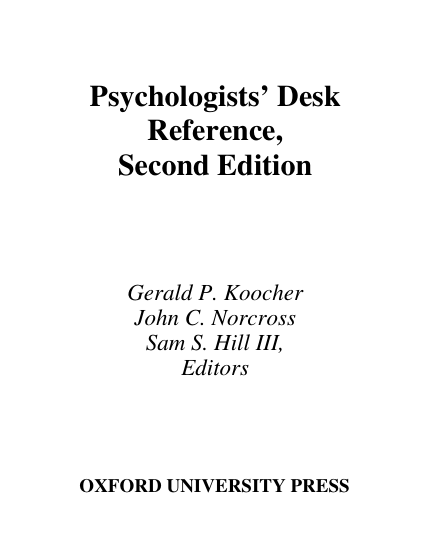 Psychologists’ Desk
Reference,
Second Edition
Gerald P. Koocher
John C. Norcross
Sam S. Hill III,
Editors
OXFORD UNIVERSITY PRESS